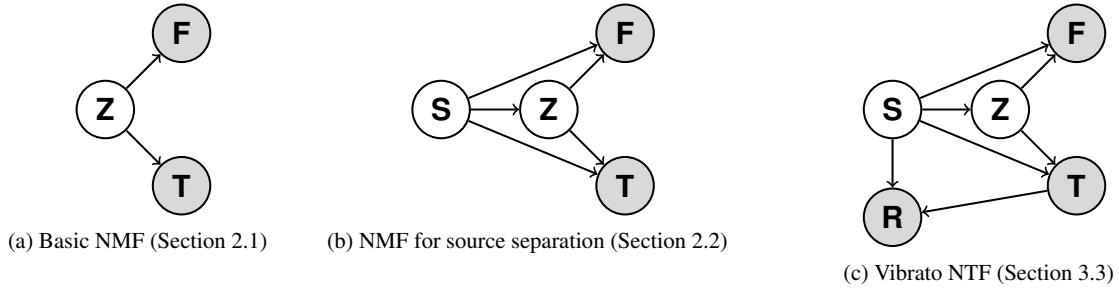 F
Z
T
(a) Basic NMF (Section 2.1)
F
S
Z
T
(b) NMF for source separation (Section 2.2)
F
S
Z
T
R
(c) Vibrato NTF (Section 3.3)